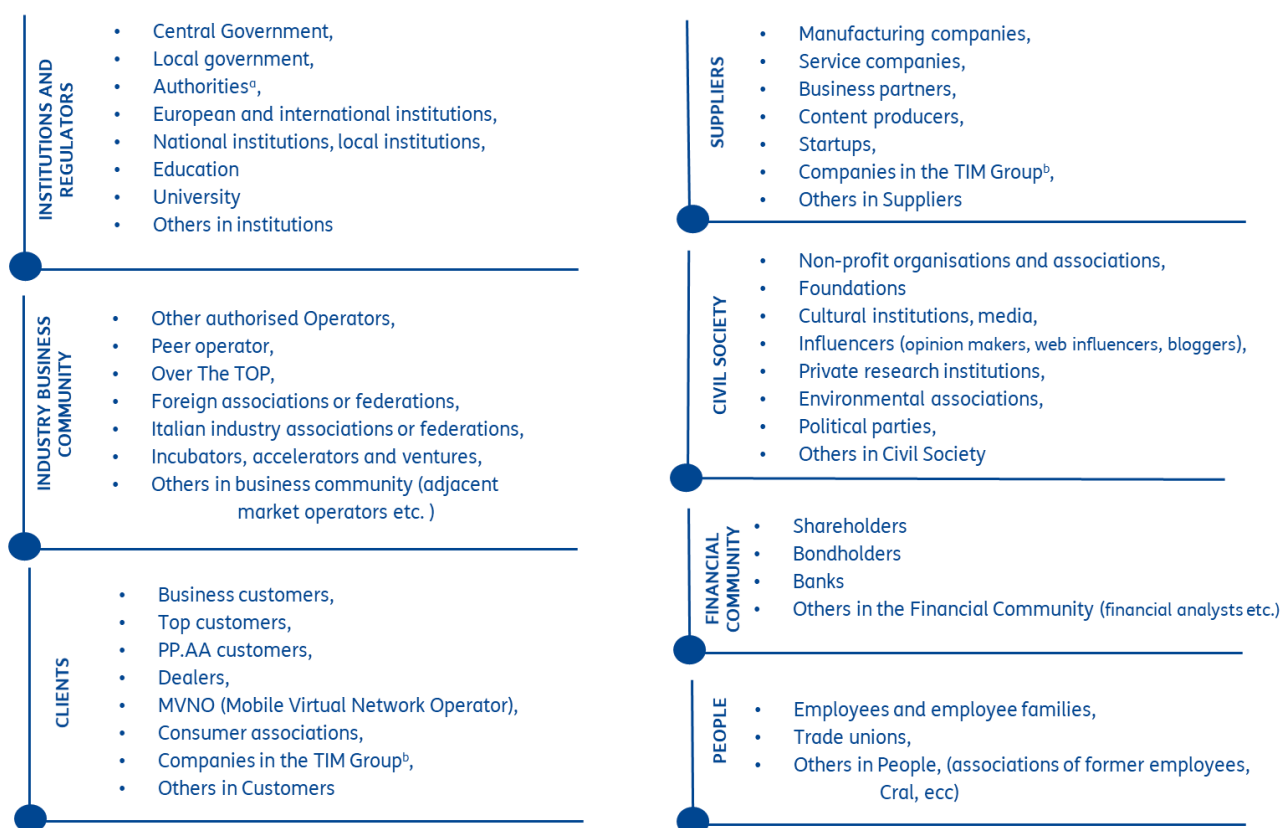 INSTITUTIONS AND
REGULATORS
• Central Government,
• Local government,
• Authoritiesᵃ,
• European and international institutions,
• National institutions, local institutions,
• Education
• University
• Others in institutions
INDUSTRY BUSINESS
COMMUNITY
• Other authorised Operators,
• Peer operator,
• Over The TOP,
• Foreign associations or federations,
• Italian industry associations or federations,
• Incubators, accelerators and ventures,
• Others in business community (adjacent
market operators etc. )
CLIENTS
• Business customers,
• Top customers,
• PP.AA customers,
• Dealers,
• MVNO (Mobile Virtual Network Operator),
• Consumer associations,
• Companies in the TIM Groupᵇ,
• Others in Customers
SUPPLIERS
• Manufacturing companies,
• Service companies,
• Business partners,
• Content producers,
• Startups,
• Companies in the TIM Groupᵇ,
• Others in Suppliers
CIVIL SOCIETY
• Non-profit organisations and associations,
• Foundations
• Cultural institutions, media,
• Influencers (opinion makers, web influencers, bloggers),
• Private research institutions,
• Environmental associations,
• Political parties,
• Others in Civil Society
FINANCIAL
COMMUNITY
• Shareholders
• Bondholders
• Banks
• Others in the Financial Community (financial analysts etc.)
PEOPLE
• Employees and employee families,
• Trade unions,
• Others in People, (associations of former employees,
Cral, ecc)